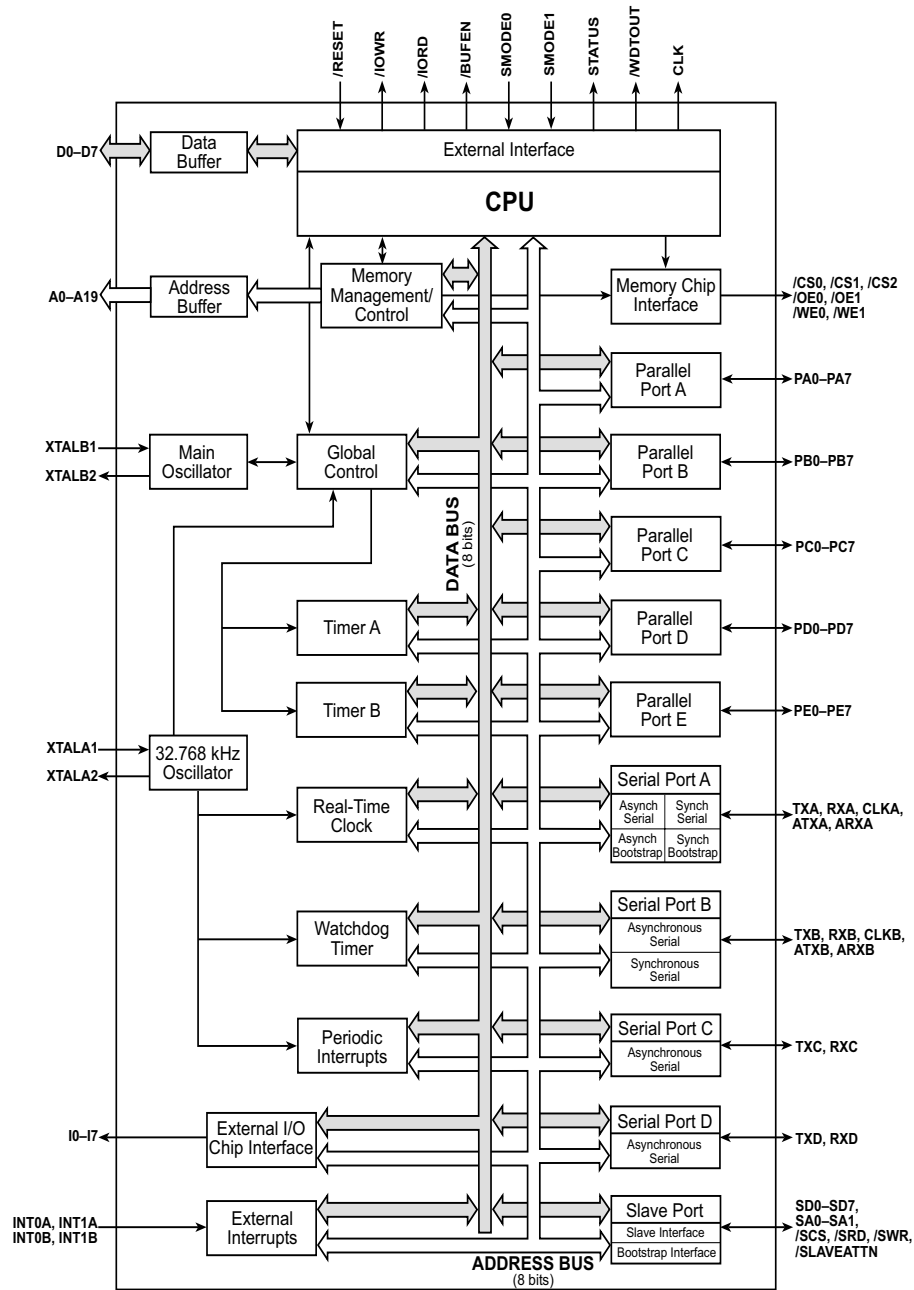 /RESET
/IOWR
/IORD
/BUFEN
SMODE0
SMODE1
STATUS
/WDTOUT
CLK
D0–D7
Data
Buffer
External Interface
CPU
A0–A19
Address
Buffer
Memory
Management/
Control
Memory Chip
Interface
/CS0, /CS1, /CS2
/OE0, /OE1
/WE0, /WE1
Parallel
Port A
PA0–PA7
XTALB1
XTALB2
Main
Oscillator
Global
Control
Parallel
Port B
PB0–PB7
DATA BUS
(8 bits)
Parallel
Port C
PC0–PC7
Timer A
Parallel
Port D
PD0–PD7
Timer B
Parallel
Port E
PE0–PE7
XTALA1
XTALA2
32.768 kHz
Oscillator
Real-Time
Clock
Serial Port A
Asynch
Serial
Synch
Serial
Asynch
Bootstrap
Synch
Bootstrap
TXA, RXA, CLKA,
ATXA, ARXA
Watchdog
Timer
Serial Port B
Asynchronous
Serial
Synchronous
Serial
TXB, RXB, CLKB,
ATXB, ARXB
Periodic
Interrupts
Serial Port C
Asynchronous
Serial
TXC, RXC
I0–I7
External I/O
Chip Interface
Serial Port D
Asynchronous
Serial
TXD, RXD
INT0A, INT1A
INT0B, INT1B
External
Interrupts
Slave Port
Slave Interface
Bootstrap Interface
SD0–SD7,
SA0–SA1,
/SCS, /SRD, /SWR,
/SLAVEATTN
ADDRESS BUS
(8 bits)